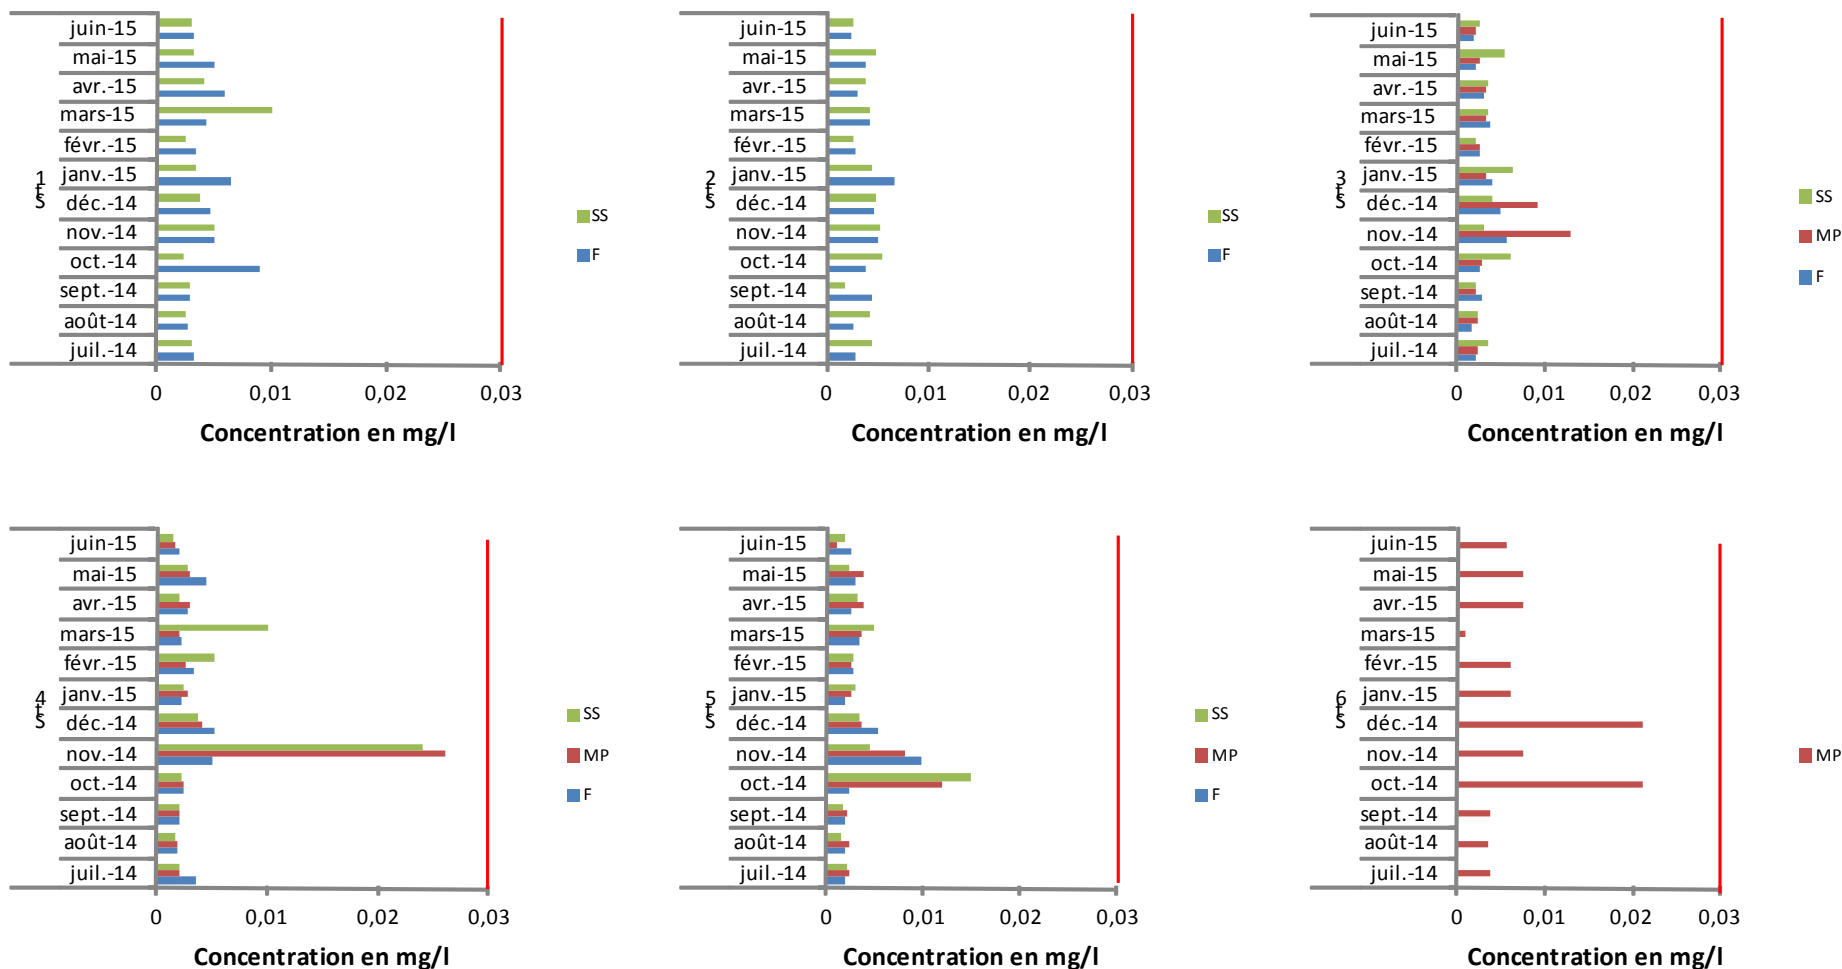 juin-15
mai-15
avr.-15
mars-15
févr.-15
janv.-15
déc.-14
nov.-14
oct.-14
sept.-14
août-14
juil.-14
St1
0
0,01
0,02
0,03
Concentration en mg/l
SS
F
juin-15
mai-15
avr.-15
mars-15
févr.-15
janv.-15
déc.-14
nov.-14
oct.-14
sept.-14
août-14
juil.-14
St2
0
0,01
0,02
0,03
Concentration en mg/l
SS
F
juin-15
mai-15
avr.-15
mars-15
févr.-15
janv.-15
déc.-14
nov.-14
oct.-14
sept.-14
août-14
juil.-14
St3
0
0,01
0,02
0,03
Concentration en mg/l
SS
MP
F
juin-15
mai-15
avr.-15
mars-15
févr.-15
janv.-15
déc.-14
nov.-14
oct.-14
sept.-14
août-14
juil.-14
St4
0
0,01
0,02
0,03
Concentration en mg/l
SS
MP
F
juin-15
mai-15
avr.-15
mars-15
févr.-15
janv.-15
déc.-14
nov.-14
oct.-14
sept.-14
août-14
juil.-14
St5
0
0,01
0,02
0,03
Concentration en mg/l
SS
MP
F
juin-15
mai-15
avr.-15
mars-15
févr.-15
janv.-15
déc.-14
nov.-14
oct.-14
sept.-14
août-14
juil.-14
St6
0
0,01
0,02
0,03
Concentration en mg/l
MP